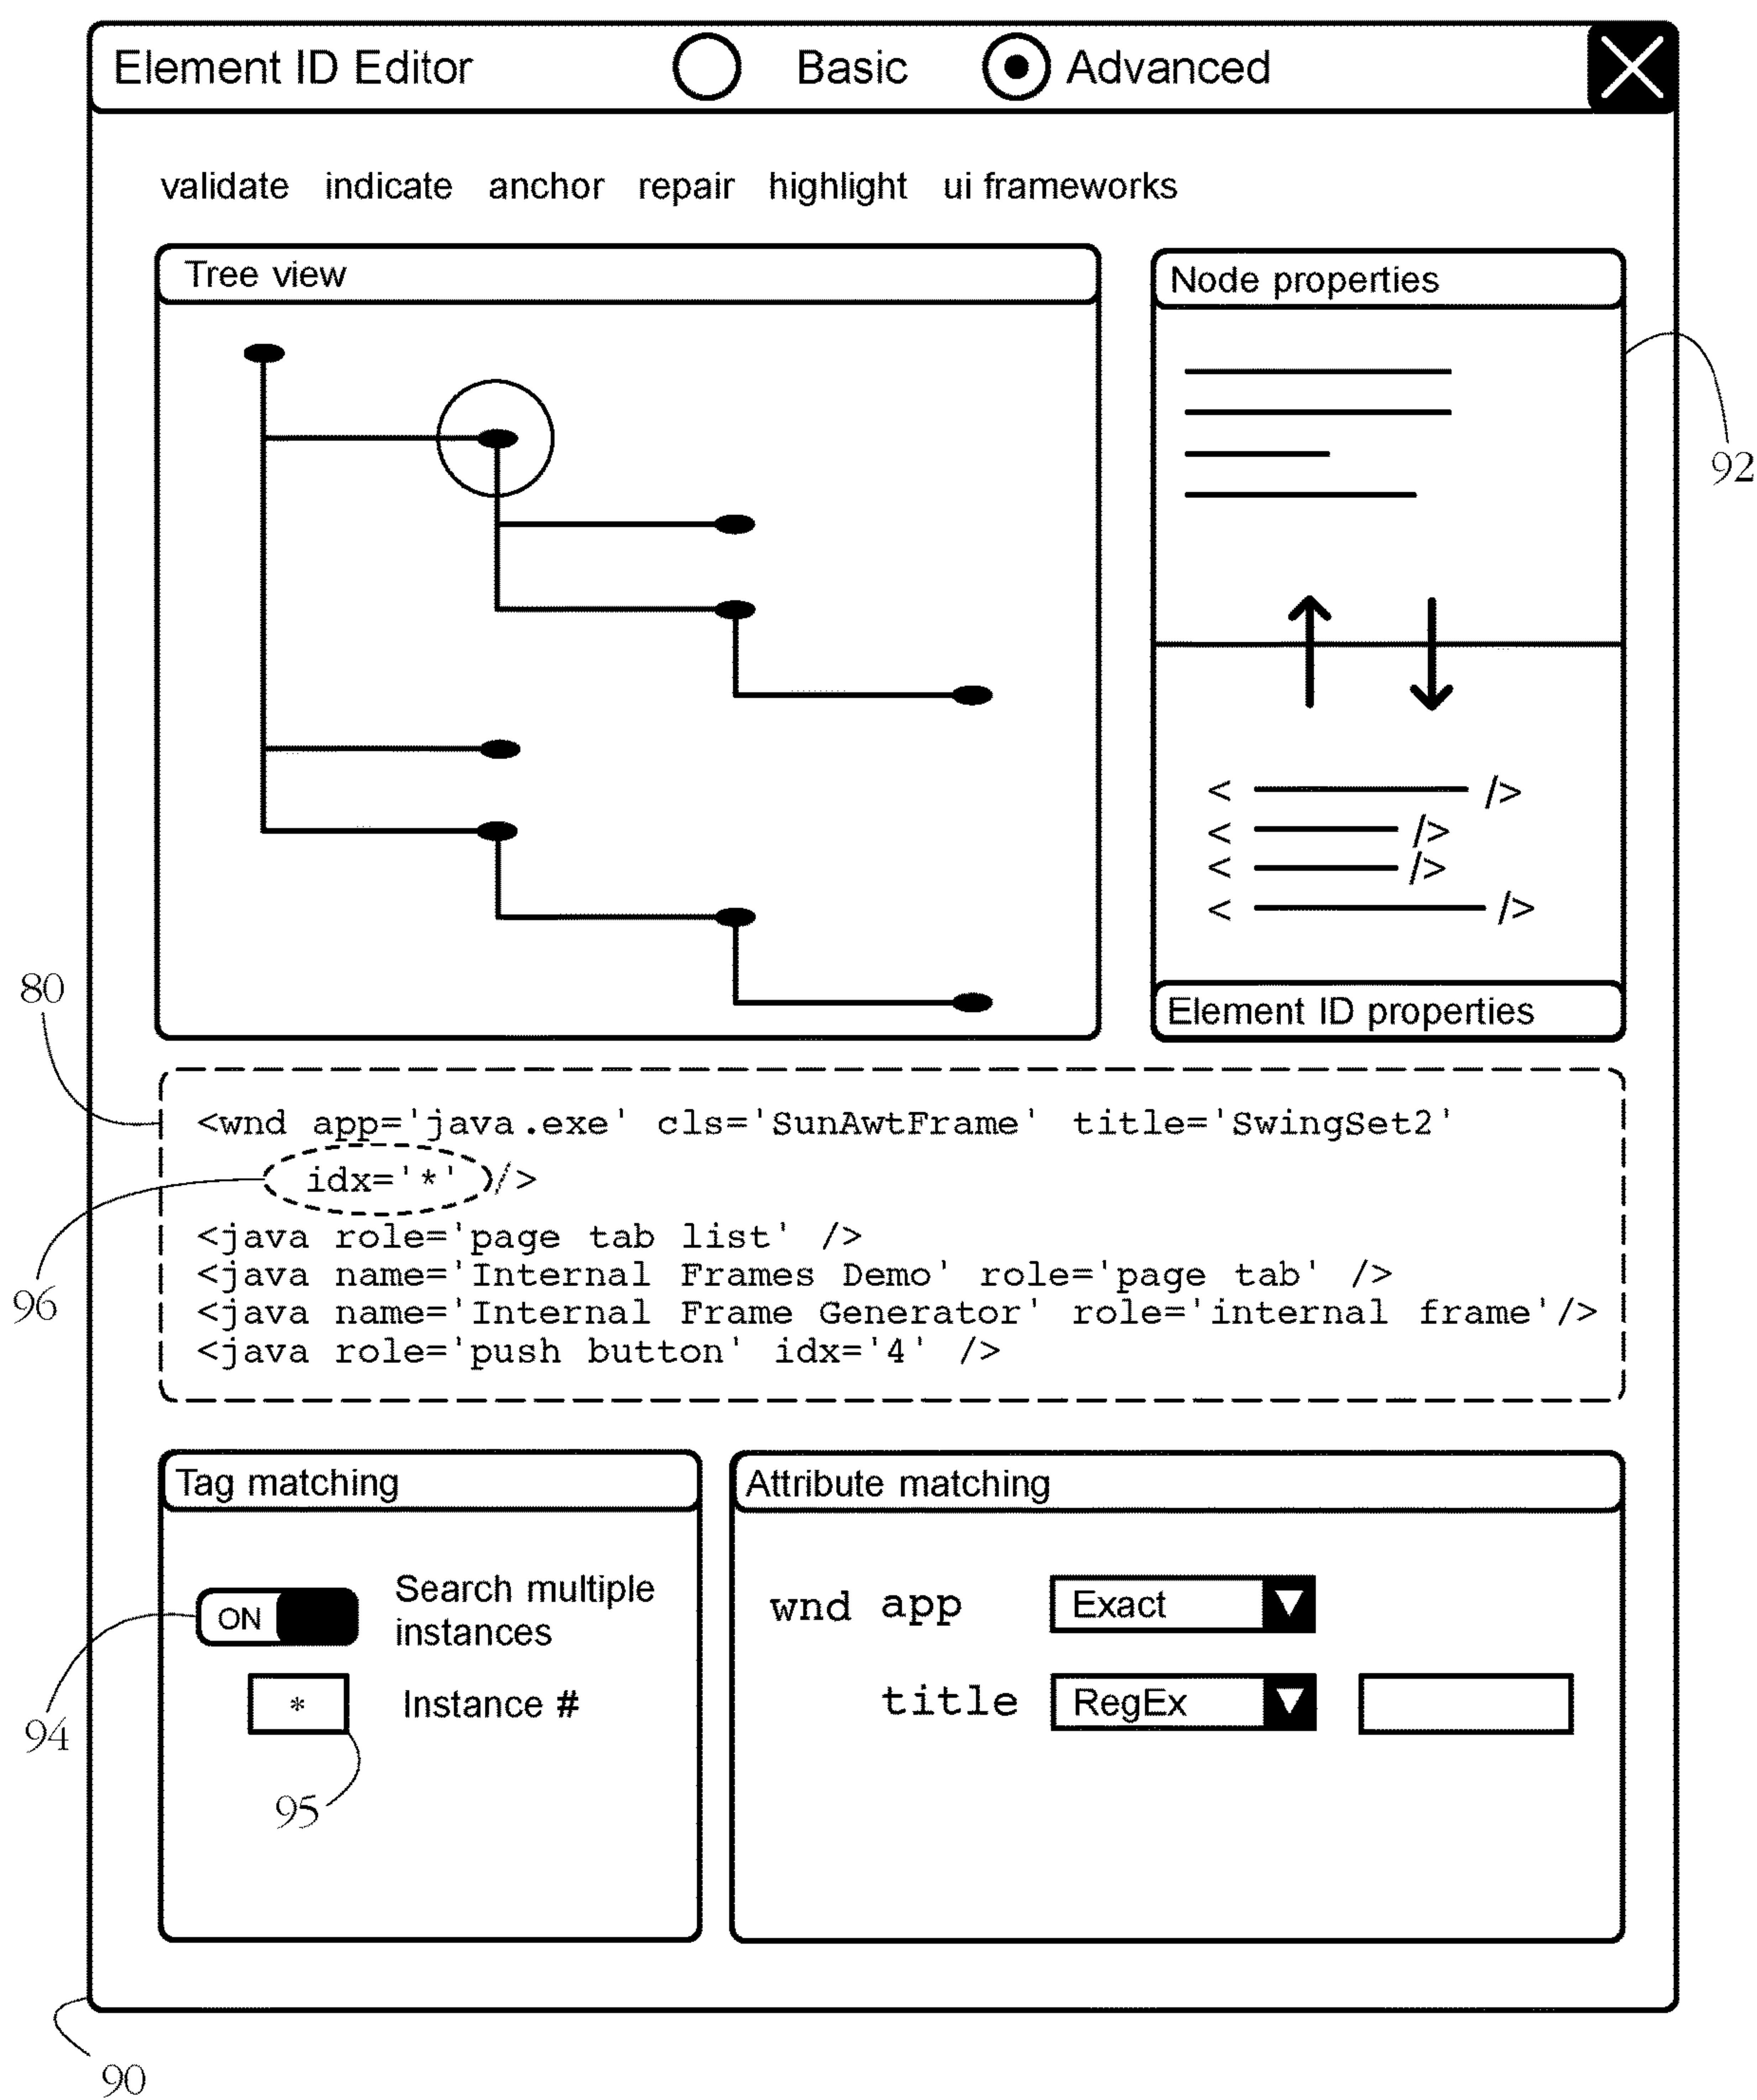 Element ID Editor Basic Advanced
validate indicate anchor repair highlight ui frameworks
Tree view
Node properties
92
< />
< />
< />
< />
Element ID properties
80
<wnd app='java.exe' cls='SunAwtFrame' title='SwingSet2'
idx='*' />
96
<java role='page tab list' />
<java name='Internal Frames Demo' role='page tab' />
<java name='Internal Frame Generator' role='internal frame'/>
<java role='push button' idx='4' />
Tag matching
ON Search multiple
instances
* Instance #
94
95
Attribute matching
wnd app Exact
title RegEx
90